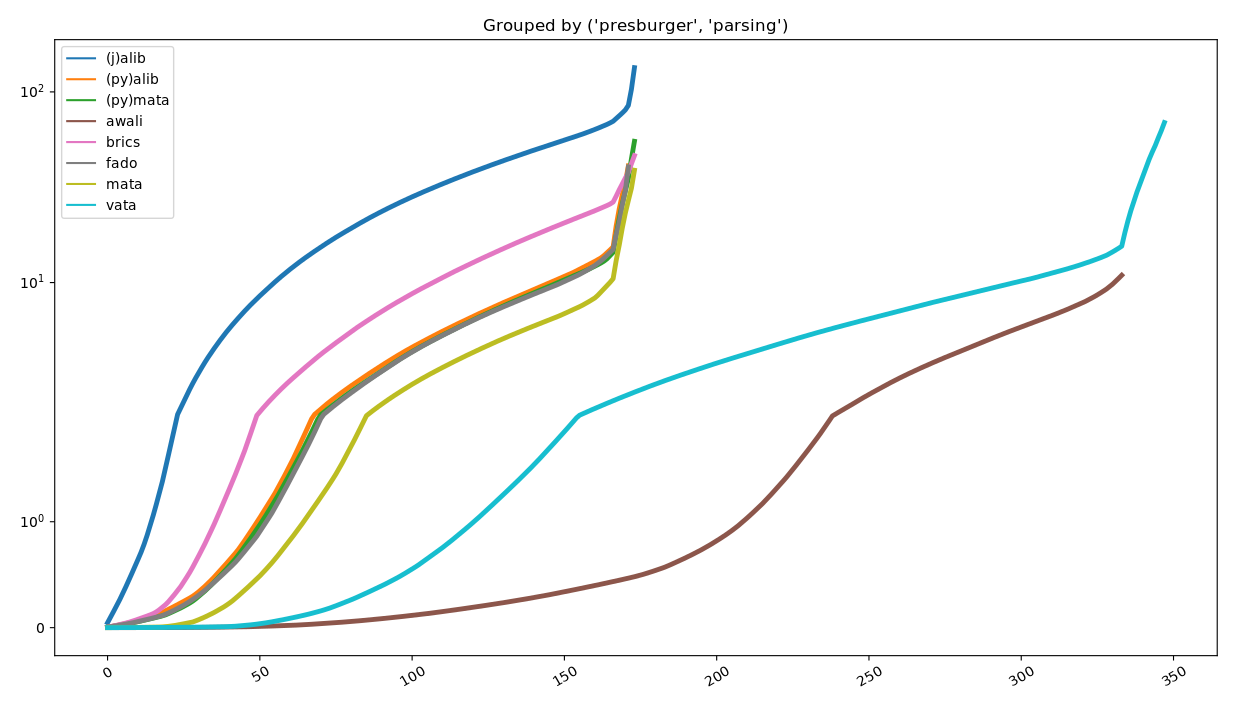 Grouped by ('presburger', 'parsing')
(j)alib
(py)alib
(py)mata
awali
brics
fado
mata
vata
10²
10¹
10⁰
0
0
50
100
150
200
250
300
350